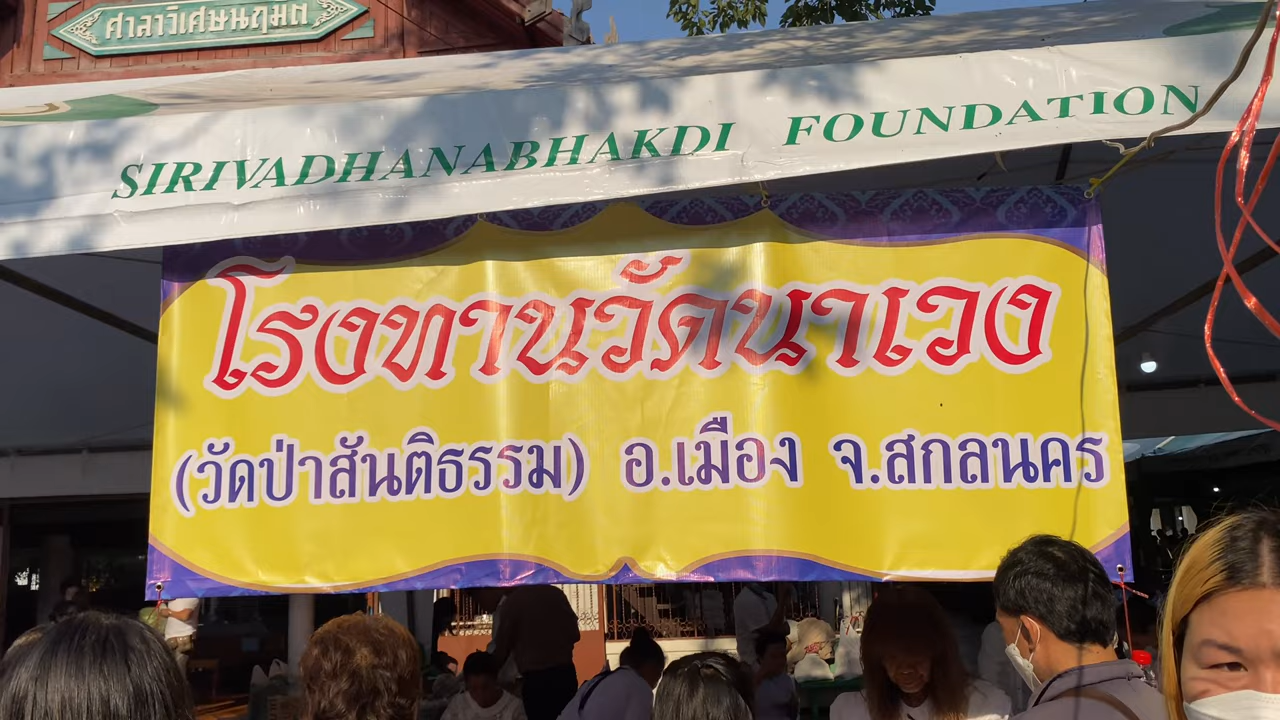 ศาลาวิเศษนฤมิต
SIRIVADHANABHAKDI FOUNDATION
โรงทานวัดนาเวง
(วัดป่าสันติธรรม) อ.เมือง จ.สกลนคร